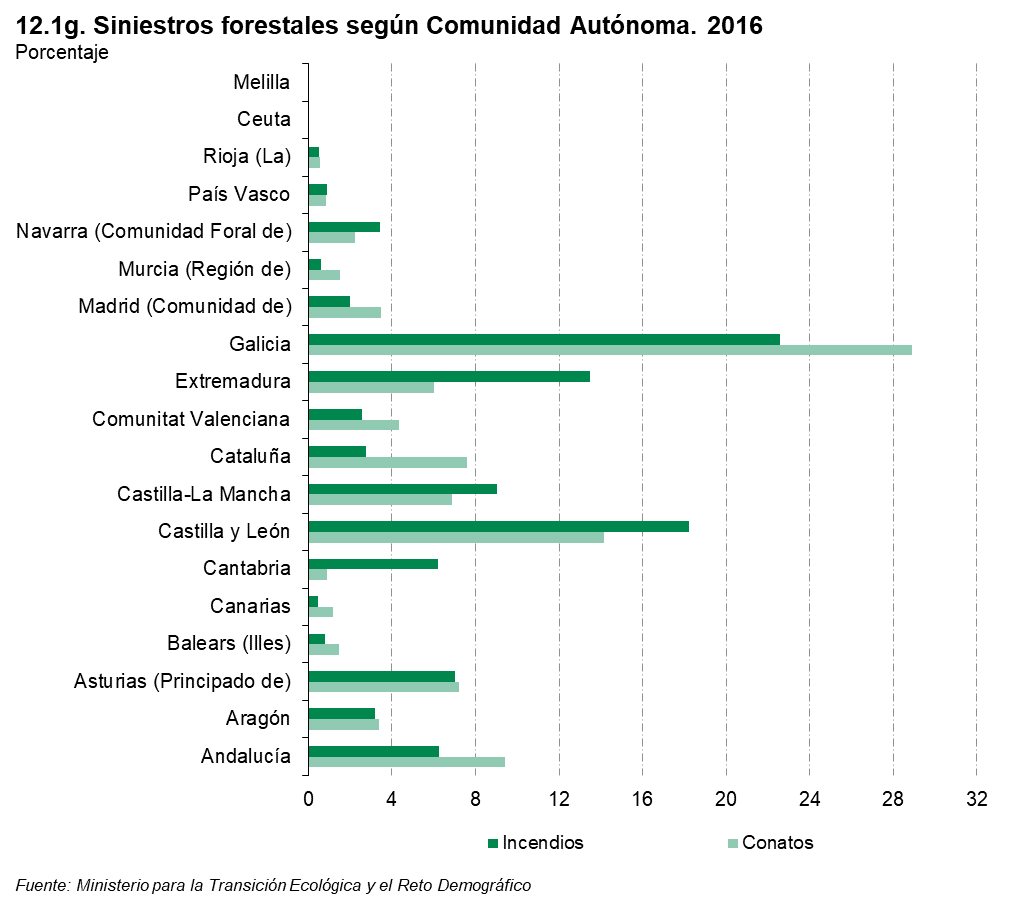 12.1g. Siniestros forestales según Comunidad Autónoma. 2016
Porcentaje
Melilla
Ceuta
Rioja (La)
País Vasco
Navarra (Comunidad Foral de)
Murcia (Región de)
Madrid (Comunidad de)
Galicia
Extremadura
Comunitat Valenciana
Cataluña
Castilla-La Mancha
Castilla y León
Cantabria
Canarias
Balears (Illes)
Asturias (Principado de)
Aragón
Andalucía
0 4 8 12 16 20 24 28 32
Incendios Conatos
Fuente: Ministerio para la Transición Ecológica y el Reto Demográfico